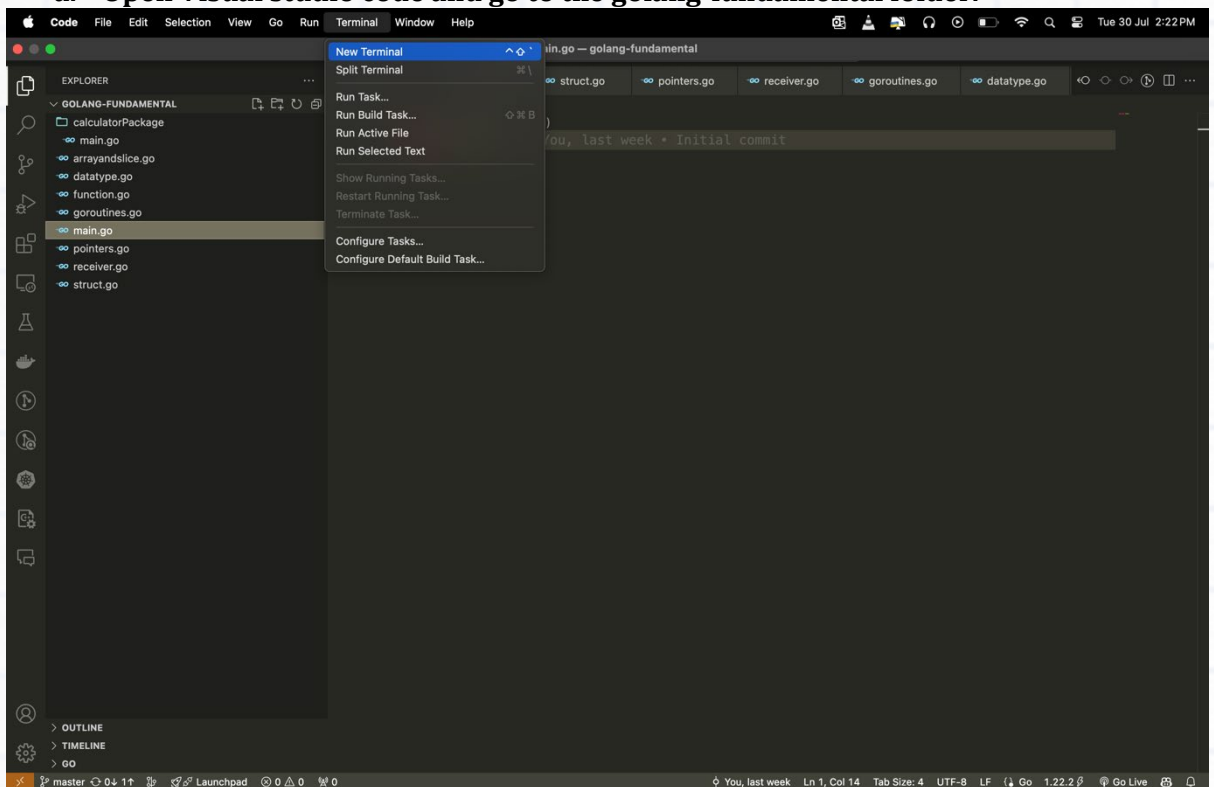 Code File Edit Selection View Go Run Terminal Window Help Tue 30 Jul 2:22 PM
golang-fundamental
New Terminal ^⇧`
Split Terminal ⌘\
Run Task...
Run Build Task... ⇧⌘B
Run Active File
Run Selected Text
Show Running Tasks...
Restart Running Task...
Terminate Task...
Configure Tasks...
Configure Default Build Task...
EXPLORER ...
GOLANG-FUNDAMENTAL
calculatorPackage
main.go
arrayandslice.go
datatype.go
function.go
goroutines.go
main.go
pointers.go
receiver.go
struct.go
struct.go pointers.go receiver.go goroutines.go datatype.go ...
)
You, last week • Initial commit
> OUTLINE
> TIMELINE
> GO
master 0↓ 1↑ Launchpad 0 0 0 You, last week Ln 1, Col 14 Tab Size: 4 UTF-8 LF Go 1.22.2 Go Live